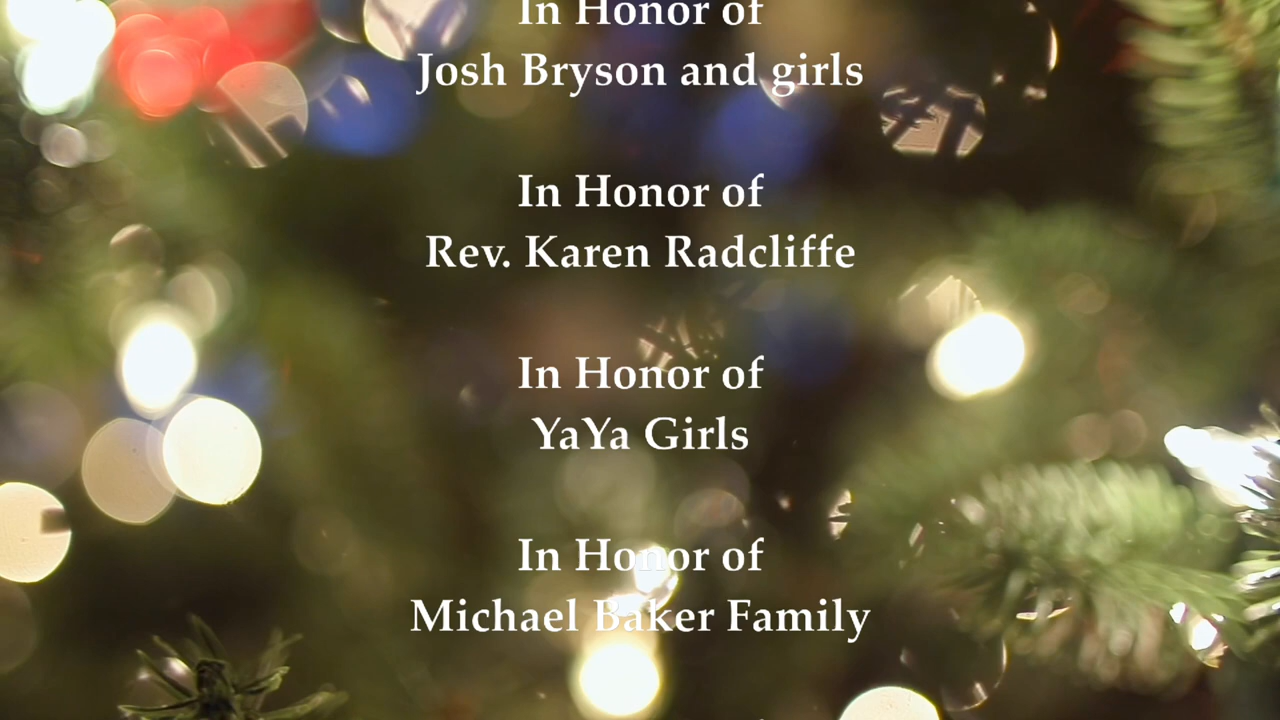 In Honor of
Josh Bryson and girls
In Honor of
Rev. Karen Radcliffe
In Honor of
YaYa Girls
In Honor of
Michael Baker Family